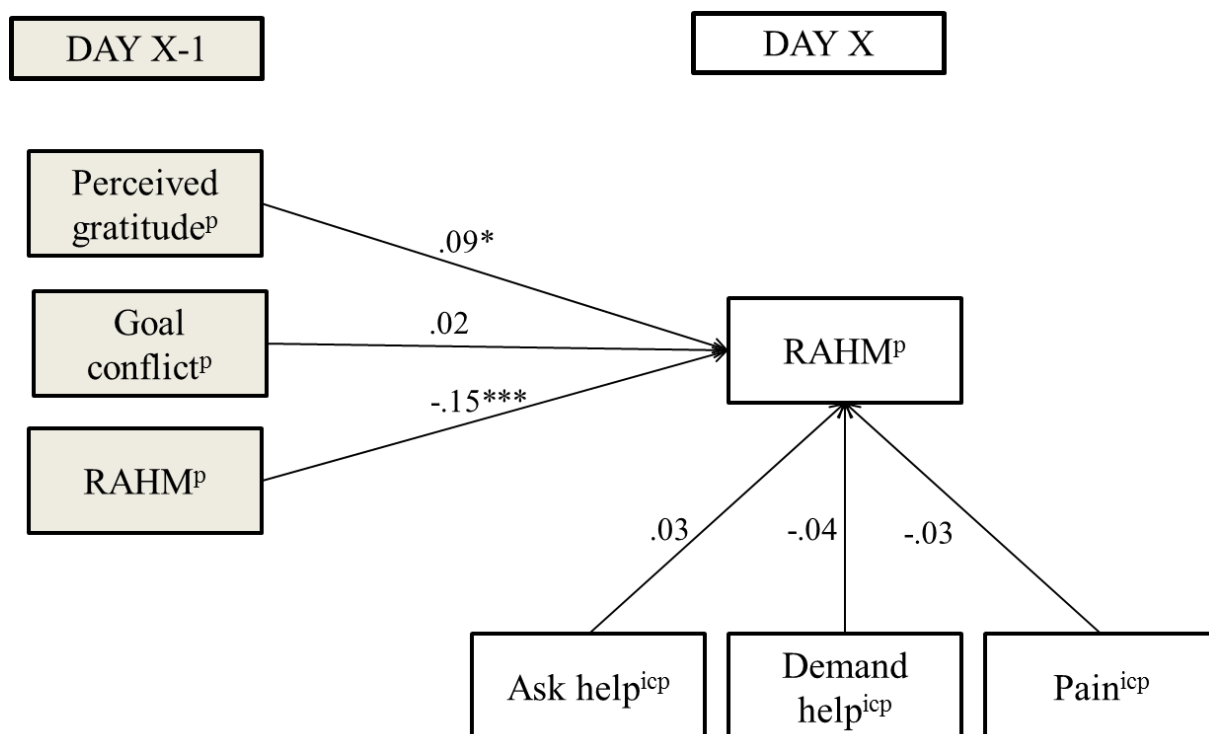 DAY X-1
DAY X
Perceived
gratitudeᵖ
.09*
Goal
conflictᵖ
.02
RAHMᵖ
-.15***
RAHMᵖ
.03
-.04
-.03
Ask helpⁱᶜᵖ
Demand
helpⁱᶜᵖ
Painⁱᶜᵖ